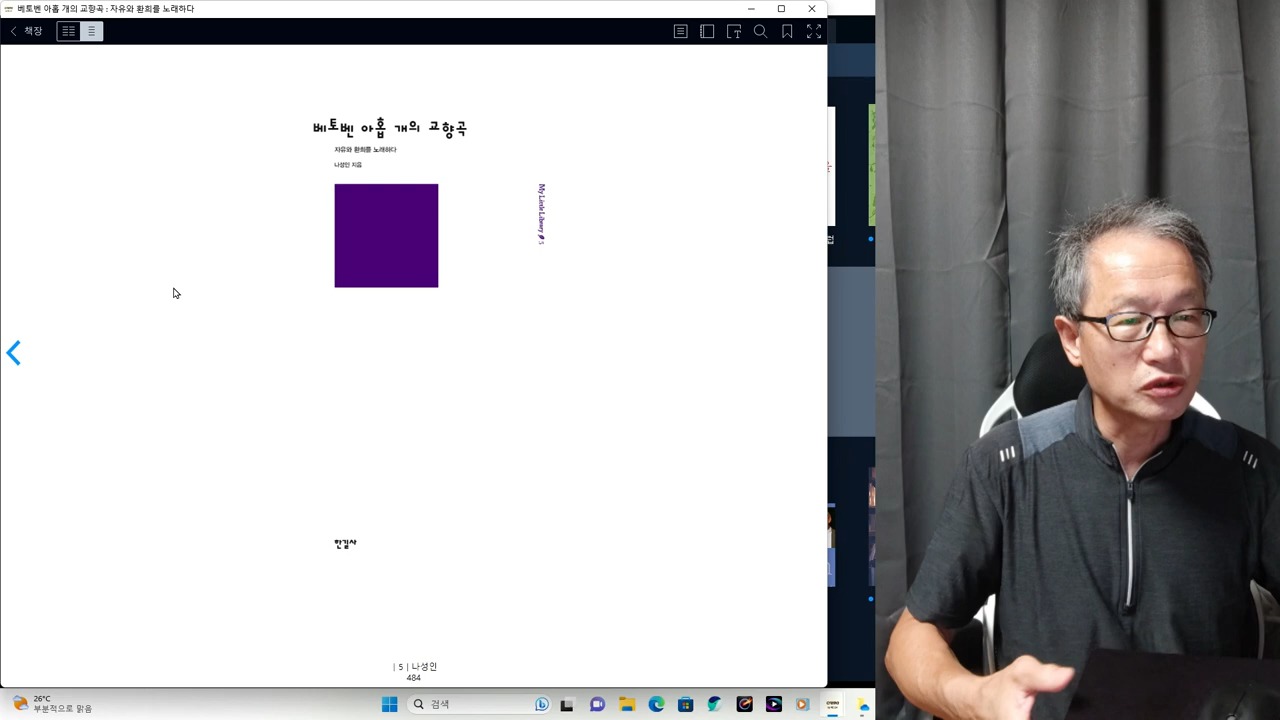 베토벤 아홉 개의 교향곡 : 자유와 환희를 노래하다
책장
베토벤 아홉 개의 교향곡
자유와 환희를 노래하다
나성인 지음
My Little Library 5
한길사
| 5 | 나성인
484
26°C
부분적으로 맑음
검색